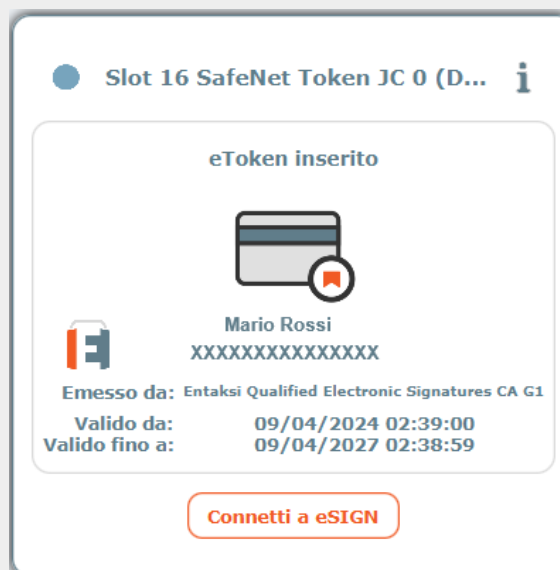 Slot 16 SafeNet Token JC 0 (D...
eToken inserito
Mario Rossi
XXXXXXXXXXXXXXX
Emesso da: Entaksi Qualified Electronic Signatures CA G1
Valido da: 09/04/2024 02:39:00
Valido fino a: 09/04/2027 02:38:59
Connetti a eSIGN